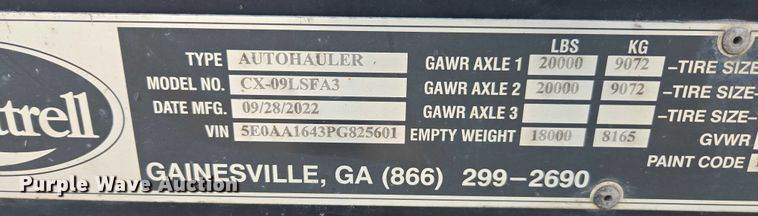 LBS KG
TYPE AUTOHAULER GAWR AXLE 1 20000 9072 –TIRE SIZE–
MODEL NO. CX-09LSFA3 GAWR AXLE 2 20000 9072 –TIRE SIZE–
DATE MFG. 09/28/2022 GAWR AXLE 3 –TIRE SIZE–
trell
VIN 5E0AA1643PG825601 EMPTY WEIGHT 18000 8165 GVWR
PAINT CODE
GAINESVILLE, GA (866) 299–2690
Purple Wave Auction